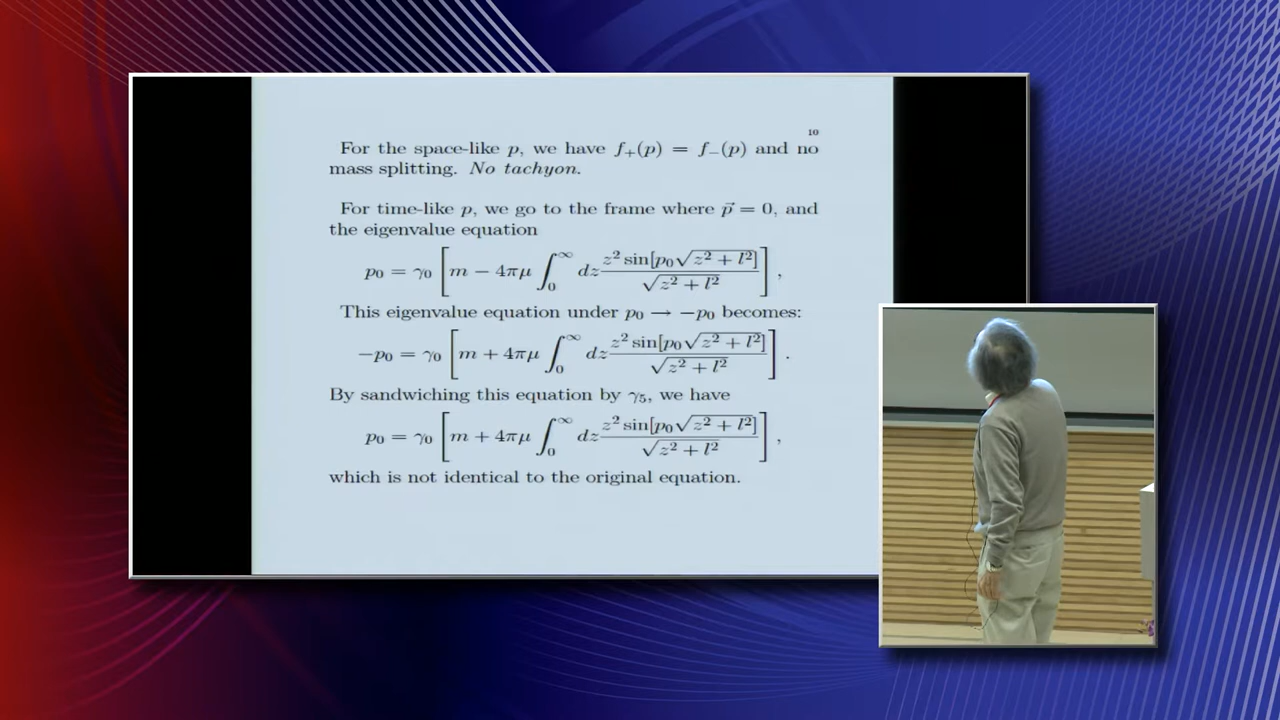 10
For the space-like p, we have f₊(p) = f₋(p) and no
mass splitting. No tachyon.
For time-like p, we go to the frame where p⃗ = 0, and
the eigenvalue equation
p₀ = γ₀ [ m − 4πμ ∫₀^∞ dz z² sin[p₀√(z² + l²)] / √(z² + l²) ] ,
This eigenvalue equation under p₀ → −p₀ becomes:
−p₀ = γ₀ [ m + 4πμ ∫₀^∞ dz z² sin[p₀√(z² + l²)] / √(z² + l²) ] .
By sandwiching this equation by γ₅, we have
p₀ = γ₀ [ m + 4πμ ∫₀^∞ dz z² sin[p₀√(z² + l²)] / √(z² + l²) ] ,
which is not identical to the original equation.